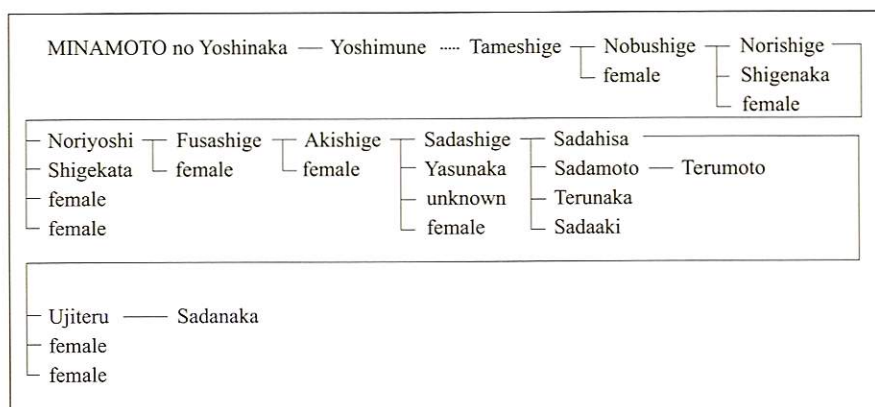 MINAMOTO no Yoshinaka — Yoshimune ····· Tameshige Nobushige Norishige
female Shigenaka
female
Noriyoshi Fusashige Akishige Sadashige Sadahisa
Shigekata female female Yasunaka Sadamoto — Terumoto
female unknown Terunaka
female female Sadaaki
Ujiteru — Sadanaka
female
female